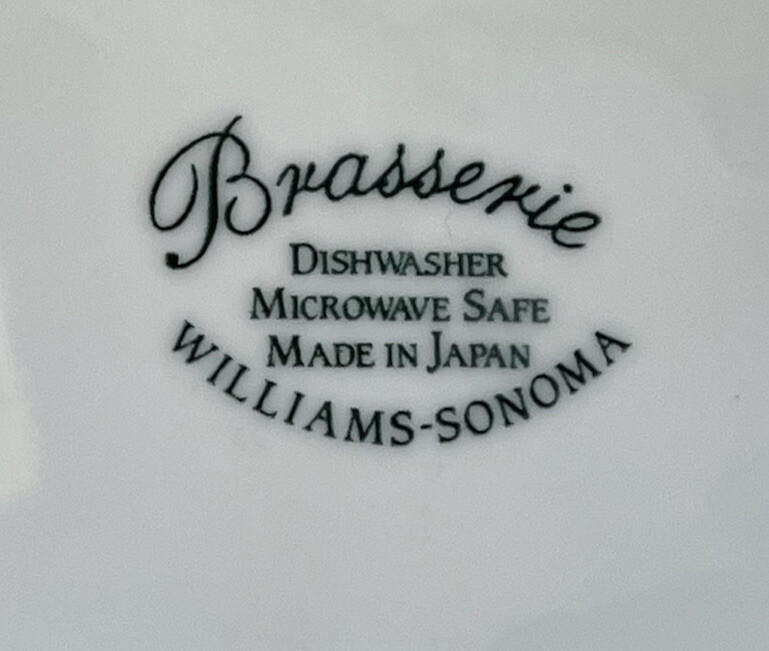 Brasserie
DISHWASHER
MICROWAVE SAFE
MADE IN JAPAN
WILLIAMS-SONOMA